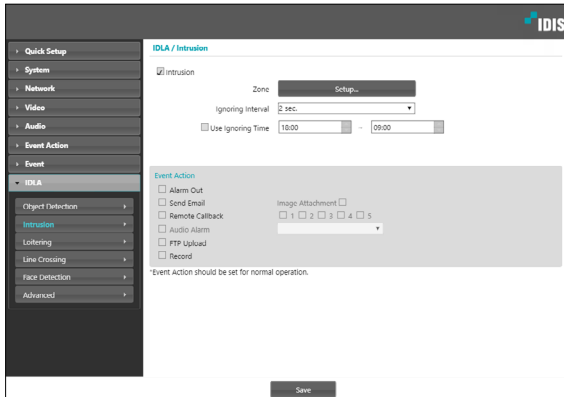 IDIS
Quick Setup
System
Network
Video
Audio
Event Action
Event
IDLA
Object Detection
Intrusion
Loitering
Line Crossing
Face Detection
Advanced
IDLA / Intrusion
Intrusion
Zone Setup...
Ignoring Interval 2 sec.
Use Ignoring Time 18:00 ~ 09:00
Event Action
Alarm Out
Send Email Image Attachment
Remote Callback 1 2 3 4 5
Audio Alarm
FTP Upload
Record
*Event Action should be set for normal operation.
Save